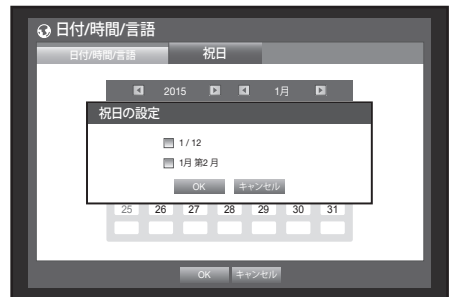 日付/時間/言語
日付/時間/言語 祝日
2015 1月
祝日の設定
1 / 12
1月 第2 月
OK キャンセル
25 26 27 28 29 30 31
OK キャンセル